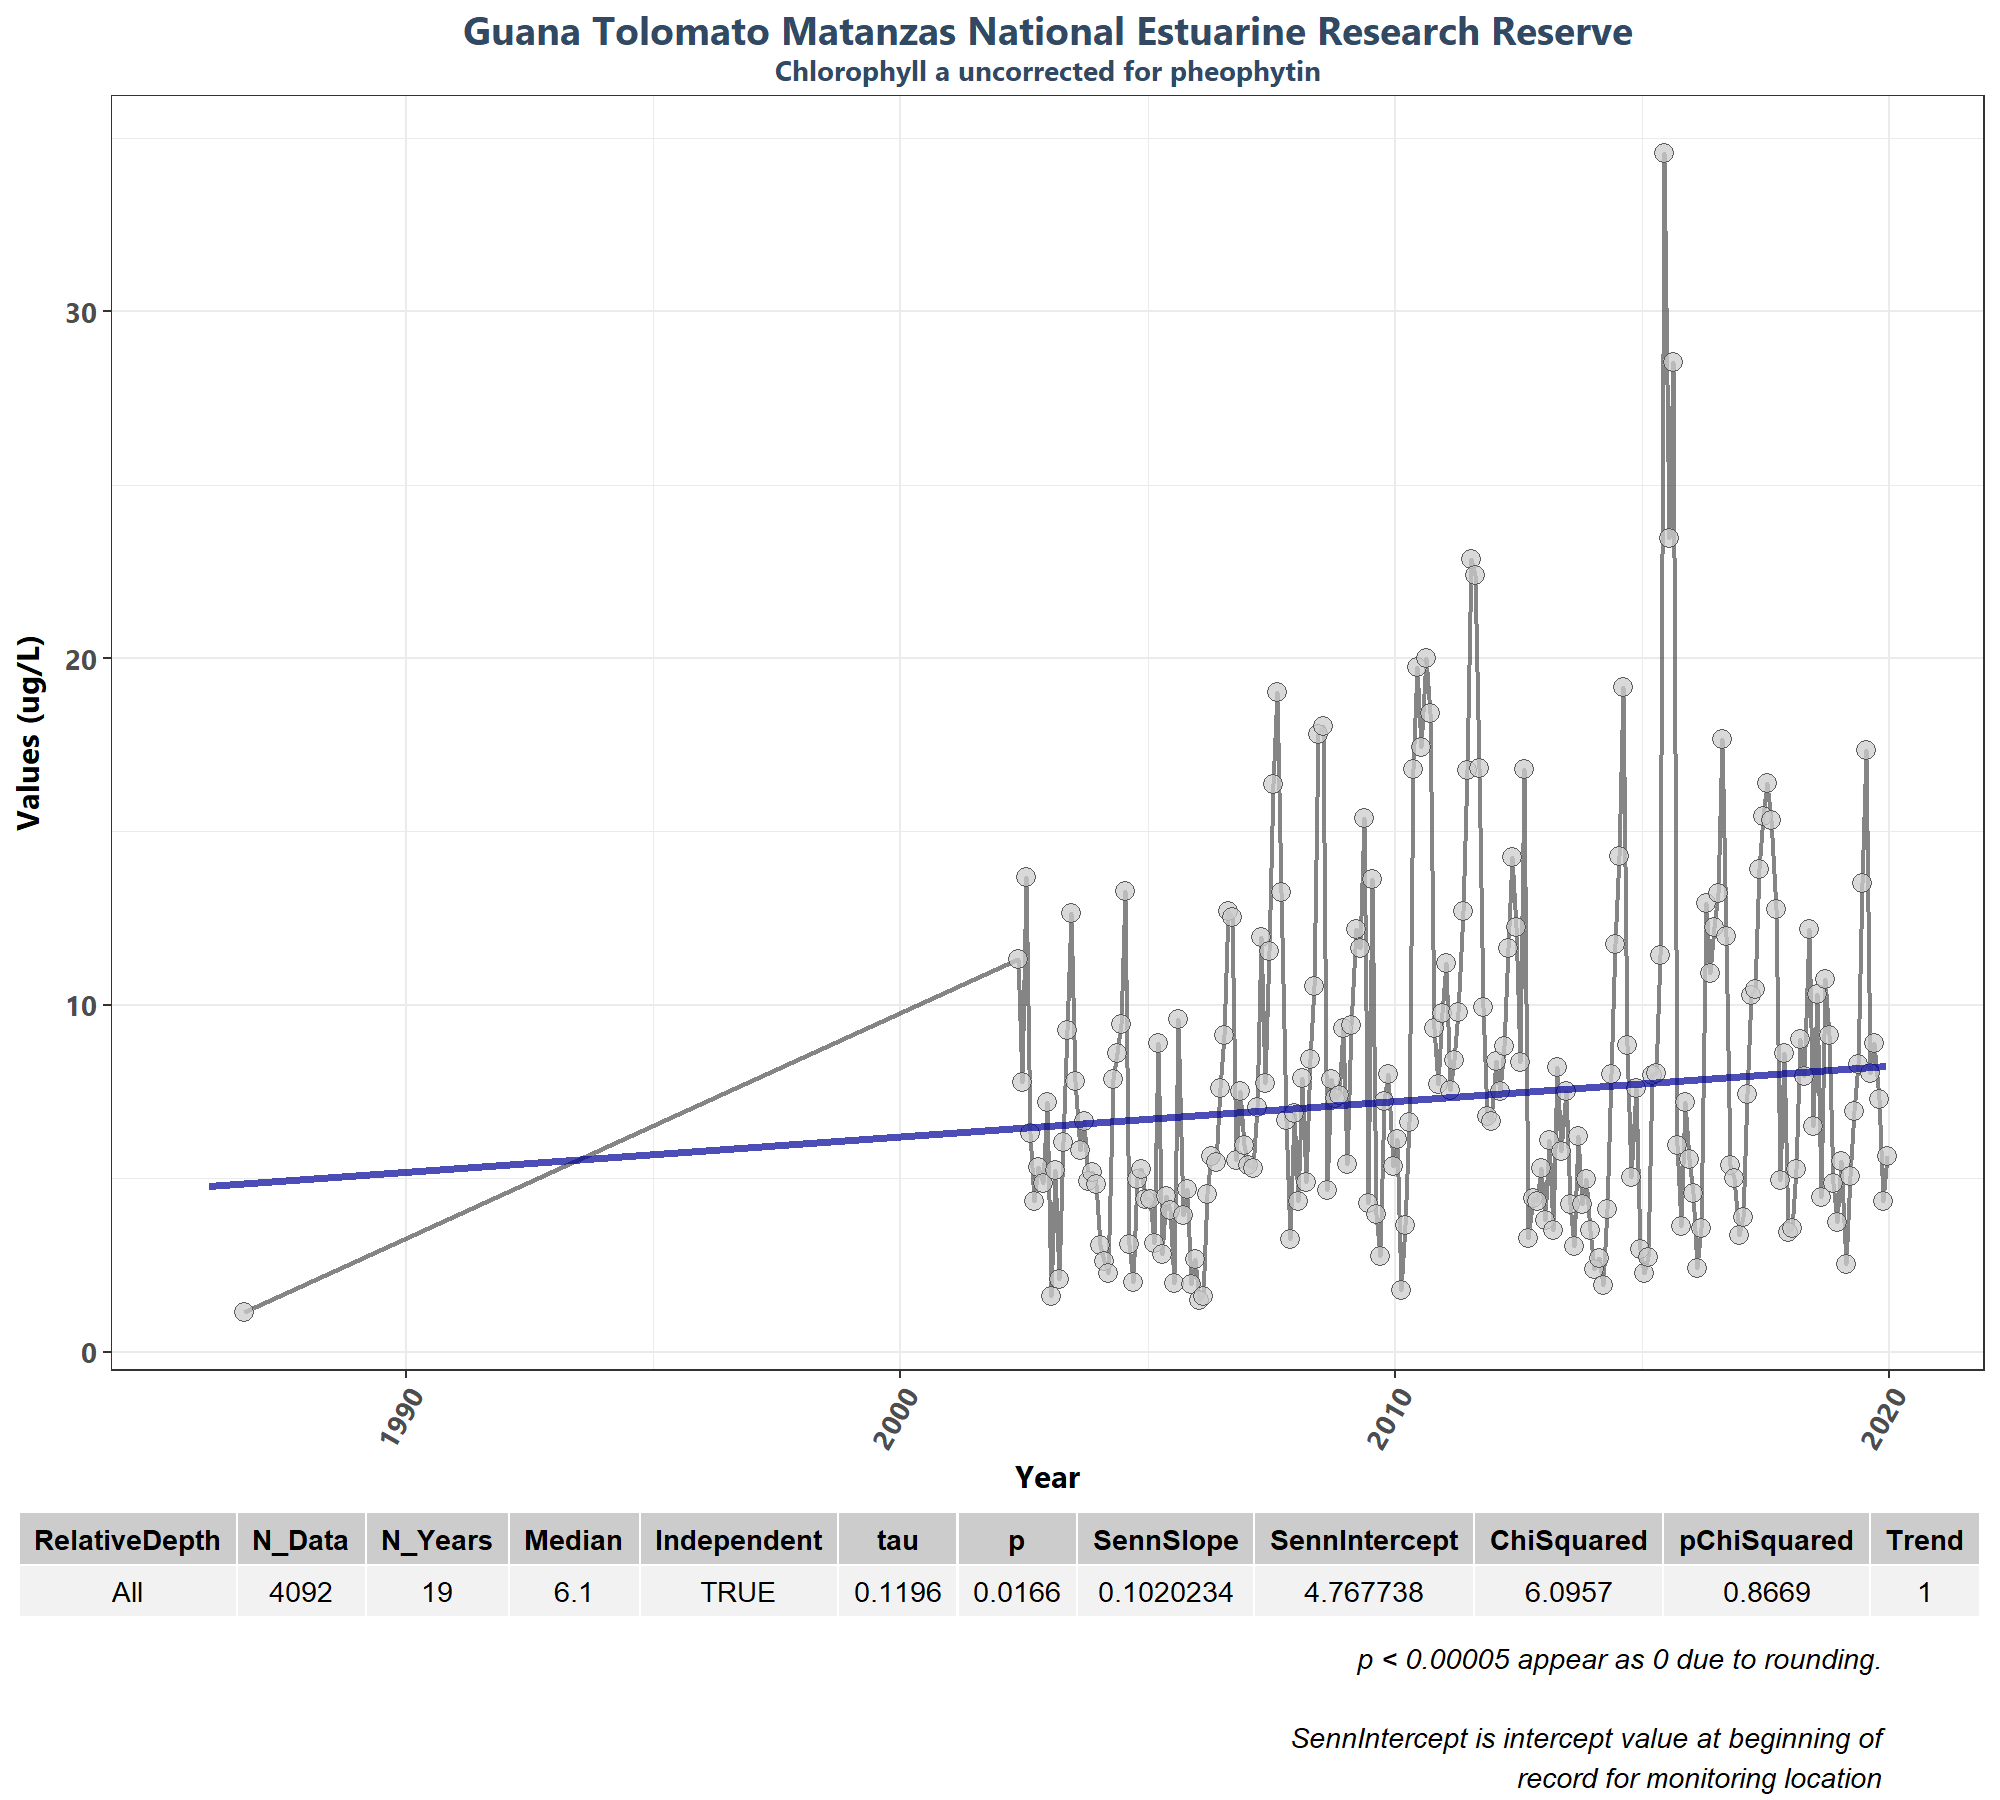 Guana Tolomato Matanzas National Estuarine Research Reserve
Chlorophyll a uncorrected for pheophytin
Values (ug/L)
30
20
10
0
1990
2000
2010
2020
Year
RelativeDepth N_Data N_Years Median Independent tau p SennSlope SennIntercept ChiSquared pChiSquared Trend
All 4092 19 6.1 TRUE 0.1196 0.0166 0.1020234 4.767738 6.0957 0.8669 1
p < 0.00005 appear as 0 due to rounding.
SennIntercept is intercept value at beginning of
record for monitoring location